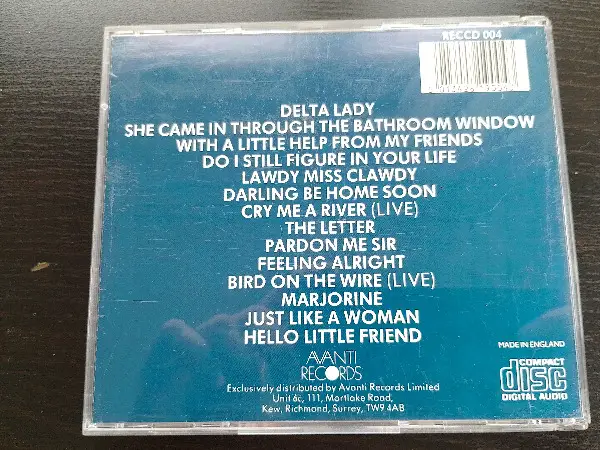 RECCD 004
DELTA LADY
SHE CAME IN THROUGH THE BATHROOM WINDOW
WITH A LITTLE HELP FROM MY FRIENDS
DO I STILL FIGURE IN YOUR LIFE
LAWDY MISS CLAWDY
DARLING BE HOME SOON
CRY ME A RIVER (LIVE)
THE LETTER
PARDON ME SIR
FEELING ALRIGHT
BIRD ON THE WIRE (LIVE)
MARJORINE
JUST LIKE A WOMAN
HELLO LITTLE FRIEND
AVANTI
RECORDS
Exclusively distributed by Avanti Records Limited
Unit 6c, 111, Mortlake Road,
Kew, Richmond, Surrey, TW9 4AB
MADE IN ENGLAND
COMPACT
disc
DIGITAL AUDIO